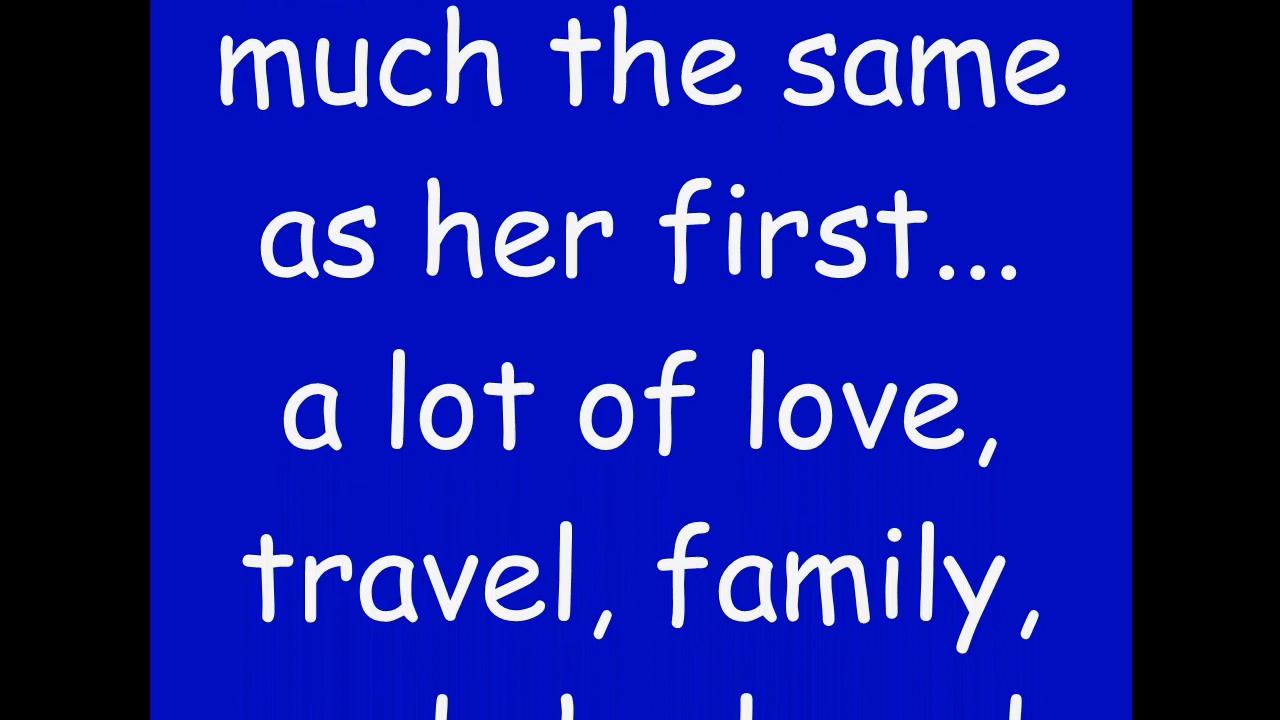 much the same
as her first...
a lot of love,
travel, family,